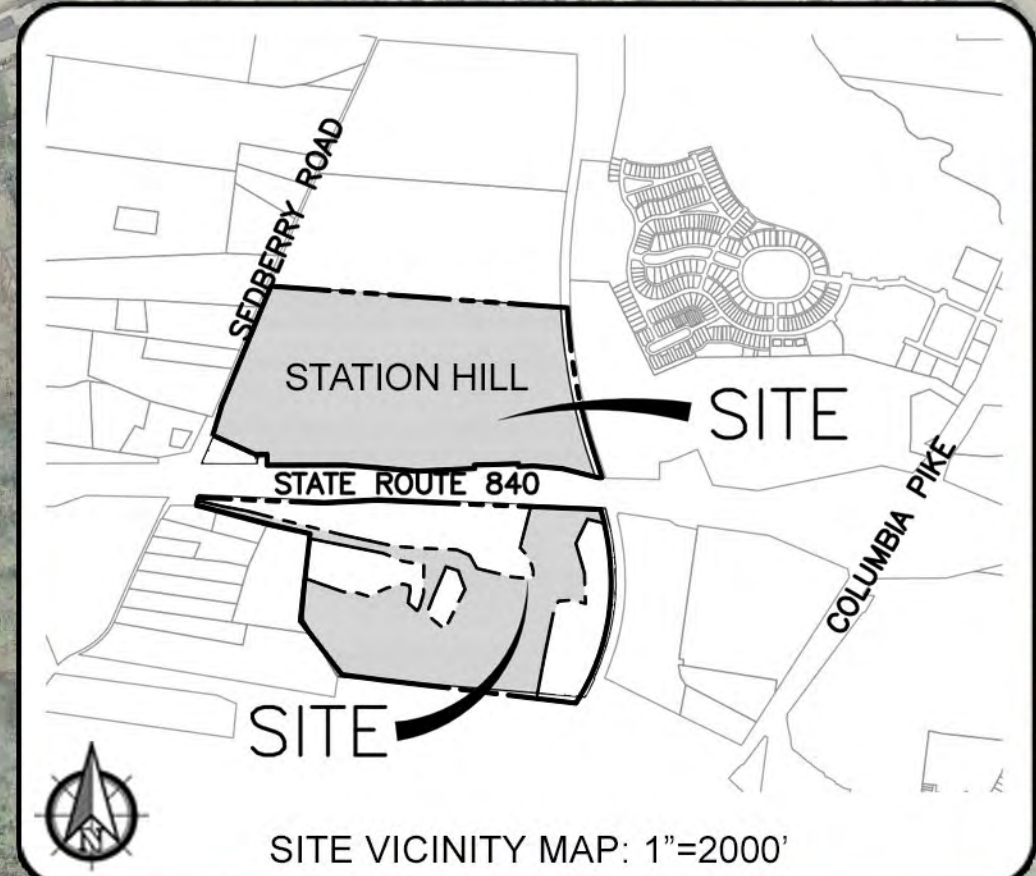 SEDBERRY ROAD
STATION HILL
SITE
STATE ROUTE 840
COLUMBIA PIKE
SITE
N
SITE VICINITY MAP: 1"=2000'